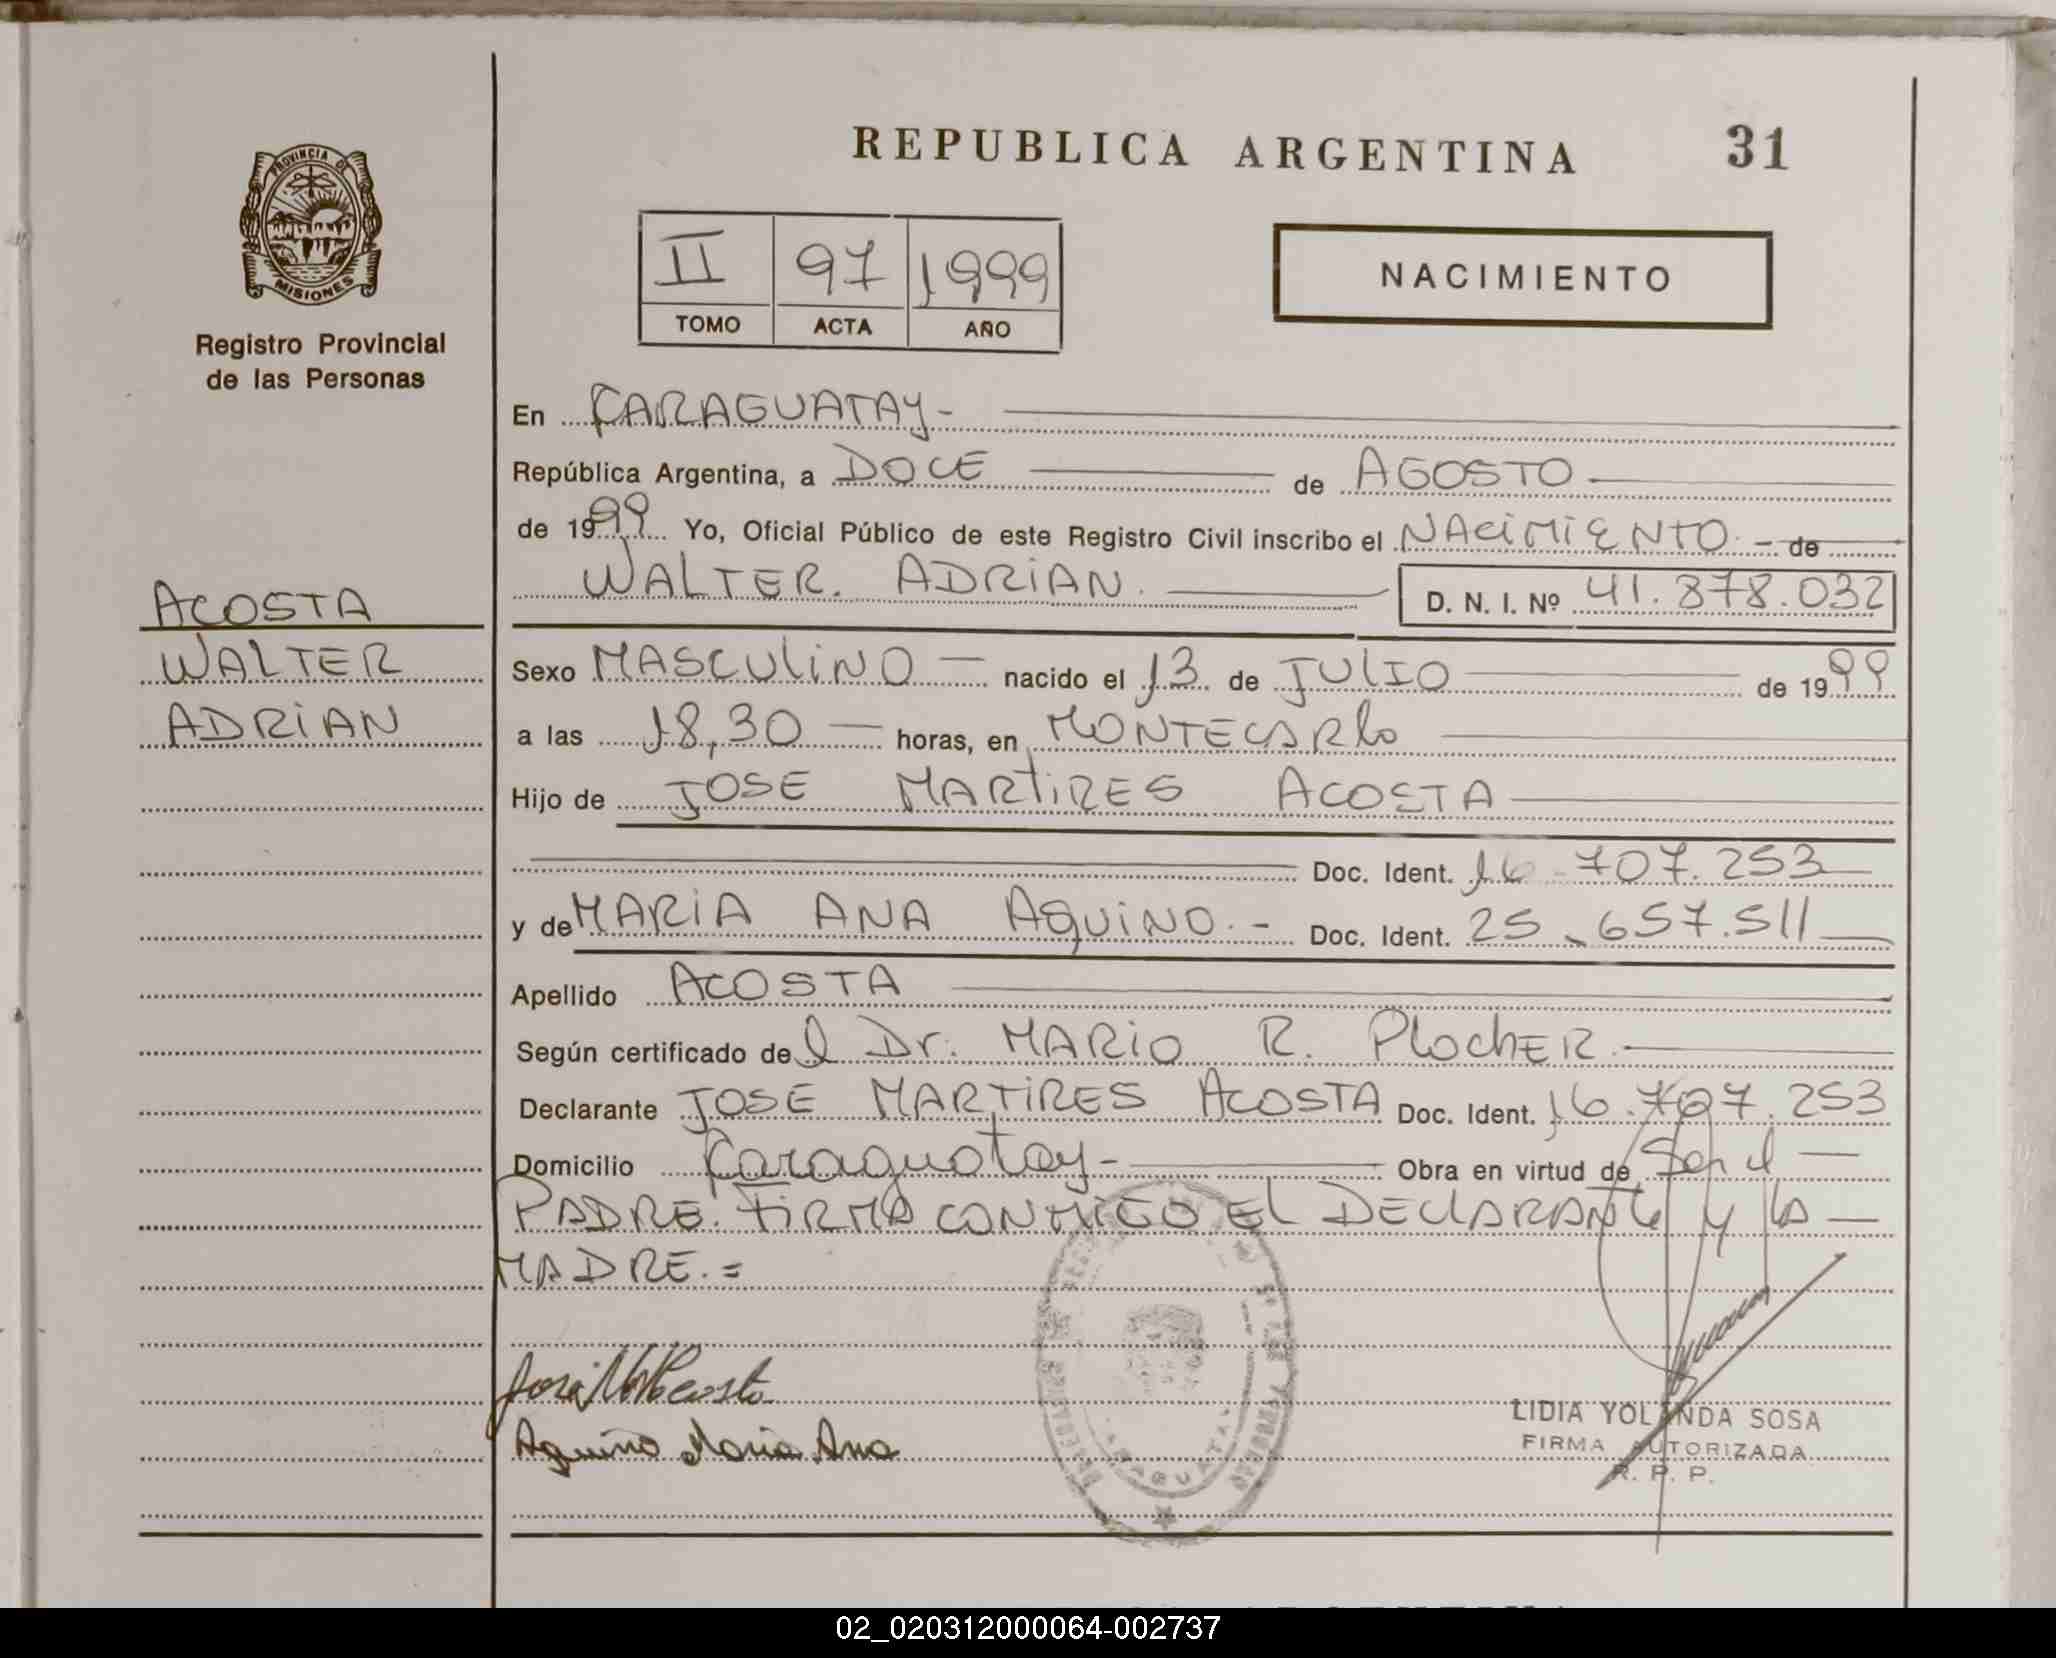 PROVINCIA DE
MISIONES
Registro Provincial
de las Personas
REPUBLICA ARGENTINA 31
II 97 1999
TOMO ACTA AÑO
NACIMIENTO
En CARAGUATAY-
República Argentina, a DOCE de AGOSTO
de 1999 Yo, Oficial Público de este Registro Civil inscribo el NACIMIENTO - de
WALTER. ADRIAN. D. N. I. Nº 41.878.032
ACOSTA
WALTER
ADRIAN
Sexo MASCULINO - nacido el 13 de JULIO de 1999
a las 18,30 - horas, en MONTECARLO
Hijo de JOSE MARTIRES ACOSTA
Doc. Ident. 16.707.253
y de MARIA ANA AQUINO.- Doc. Ident. 25.657.511
Apellido ACOSTA
Según certificado del Dr. MARIO R. PLOCHER.
Declarante JOSE MARTIRES ACOSTA Doc. Ident. 16.707.253
Domicilio Caraguatay- Obra en virtud de Ser el
PADRE. FIRMA CONMIGO EL DECLARANTE Y LA
MADRE.=
José M Acosta
Aquino Maria Ana
LIDIA YOLANDA SOSA
FIRMA AUTORIZADA
R. P. P.
02_020312000064-002737